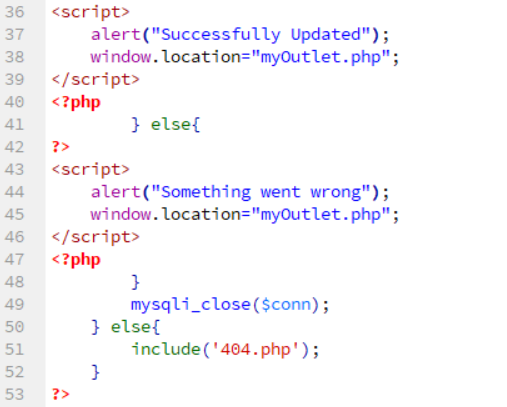 36 <script>
37     alert("Successfully Updated");
38     window.location="myOutlet.php";
39 </script>
40 <?php
41         } else{
42 ?>
43 <script>
44     alert("Something went wrong");
45     window.location="myOutlet.php";
46 </script>
47 <?php
48         }
49         mysqli_close($conn);
50     } else{
51         include('404.php');
52     }
53 ?>